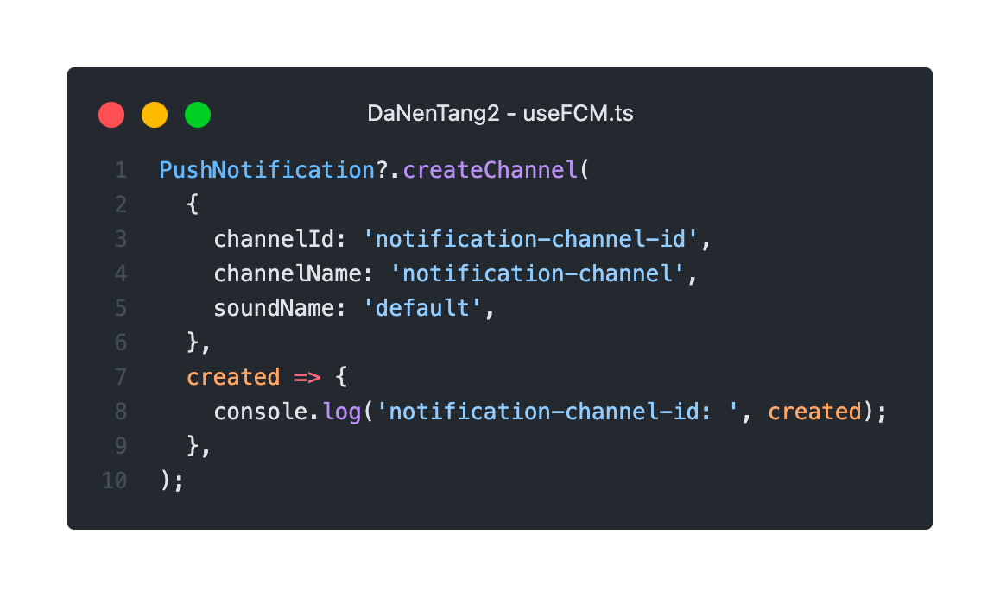 DaNenTang2 - useFCM.ts
1 PushNotification?.createChannel(
2   {
3     channelId: 'notification-channel-id',
4     channelName: 'notification-channel',
5     soundName: 'default',
6   },
7   created => {
8     console.log('notification-channel-id: ', created);
9   },
10 );